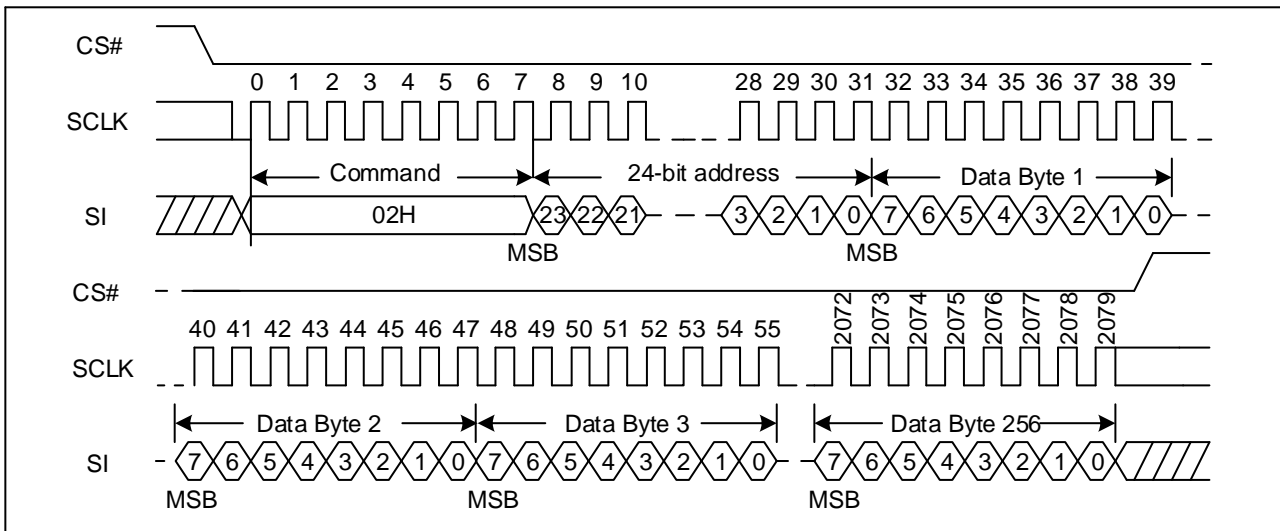 CS#
0 1 2 3 4 5 6 7 8 9 10 28 29 30 31 32 33 34 35 36 37 38 39
SCLK
Command 24-bit address Data Byte 1
SI 02H 23 22 21 3 2 1 0 7 6 5 4 3 2 1 0
MSB MSB
CS#
40 41 42 43 44 45 46 47 48 49 50 51 52 53 54 55 2072 2073 2074 2075 2076 2077 2078 2079
SCLK
Data Byte 2 Data Byte 3 Data Byte 256
SI 7 6 5 4 3 2 1 0 7 6 5 4 3 2 1 0 7 6 5 4 3 2 1 0
MSB MSB MSB